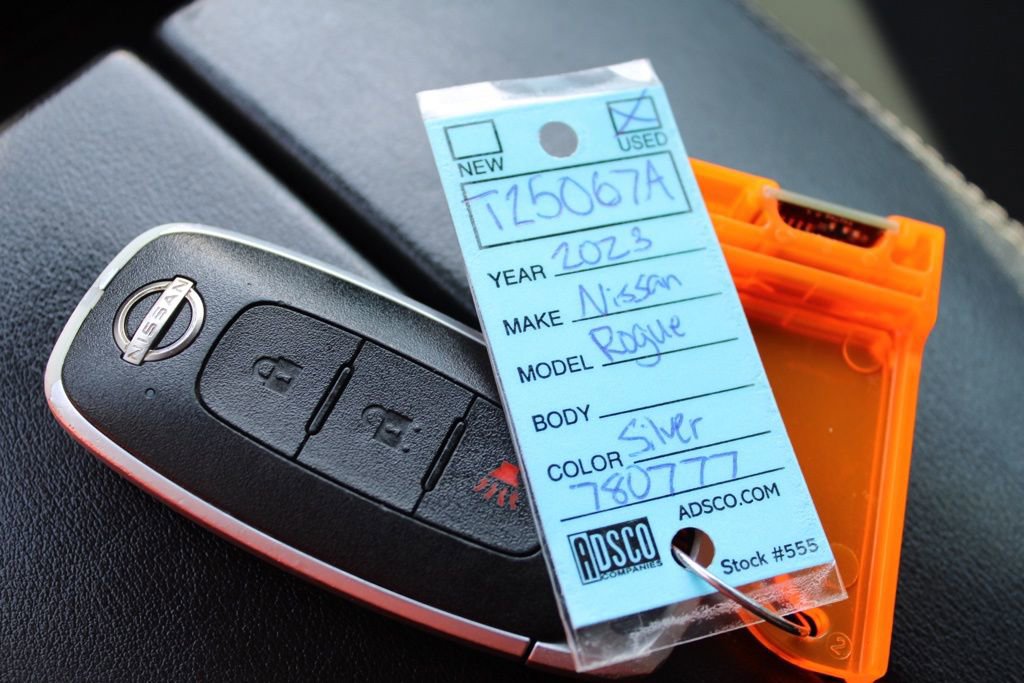 NISSAN
NEW
USED
T25067A
YEAR 2023
MAKE Nissan
MODEL Rogue
BODY
COLOR Silver
780777
ADSCO.COM
ADSCO
COMPANIES
Stock #555
2